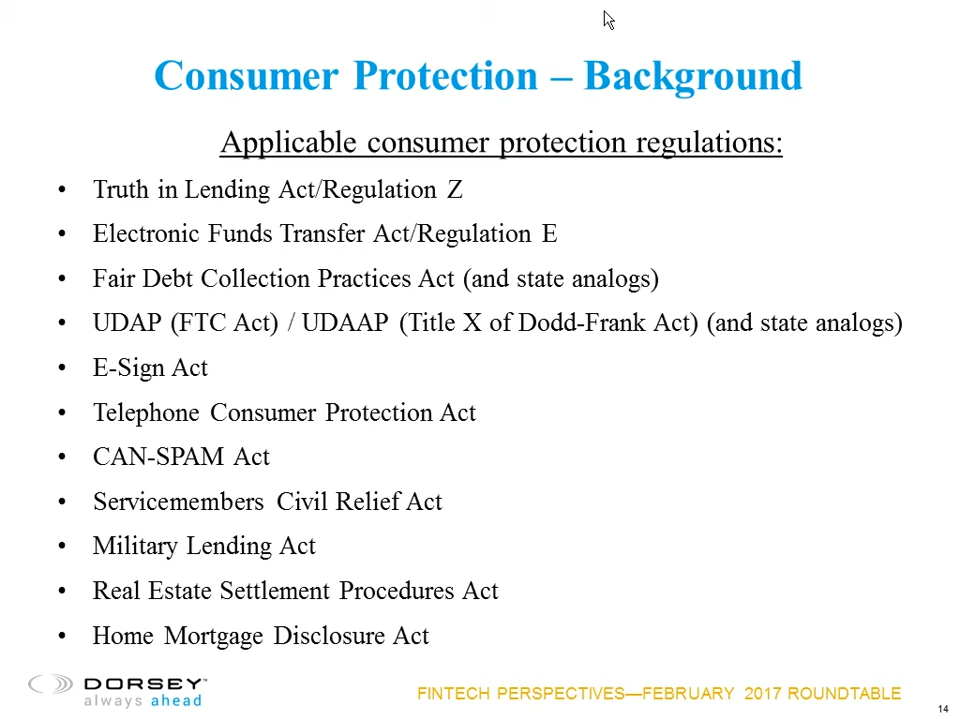 Consumer Protection – Background
Applicable consumer protection regulations:
• Truth in Lending Act/Regulation Z
• Electronic Funds Transfer Act/Regulation E
• Fair Debt Collection Practices Act (and state analogs)
• UDAP (FTC Act) / UDAAP (Title X of Dodd-Frank Act) (and state analogs)
• E-Sign Act
• Telephone Consumer Protection Act
• CAN-SPAM Act
• Servicemembers Civil Relief Act
• Military Lending Act
• Real Estate Settlement Procedures Act
• Home Mortgage Disclosure Act
DORSEY™
always ahead
FINTECH PERSPECTIVES—FEBRUARY 2017 ROUNDTABLE
14